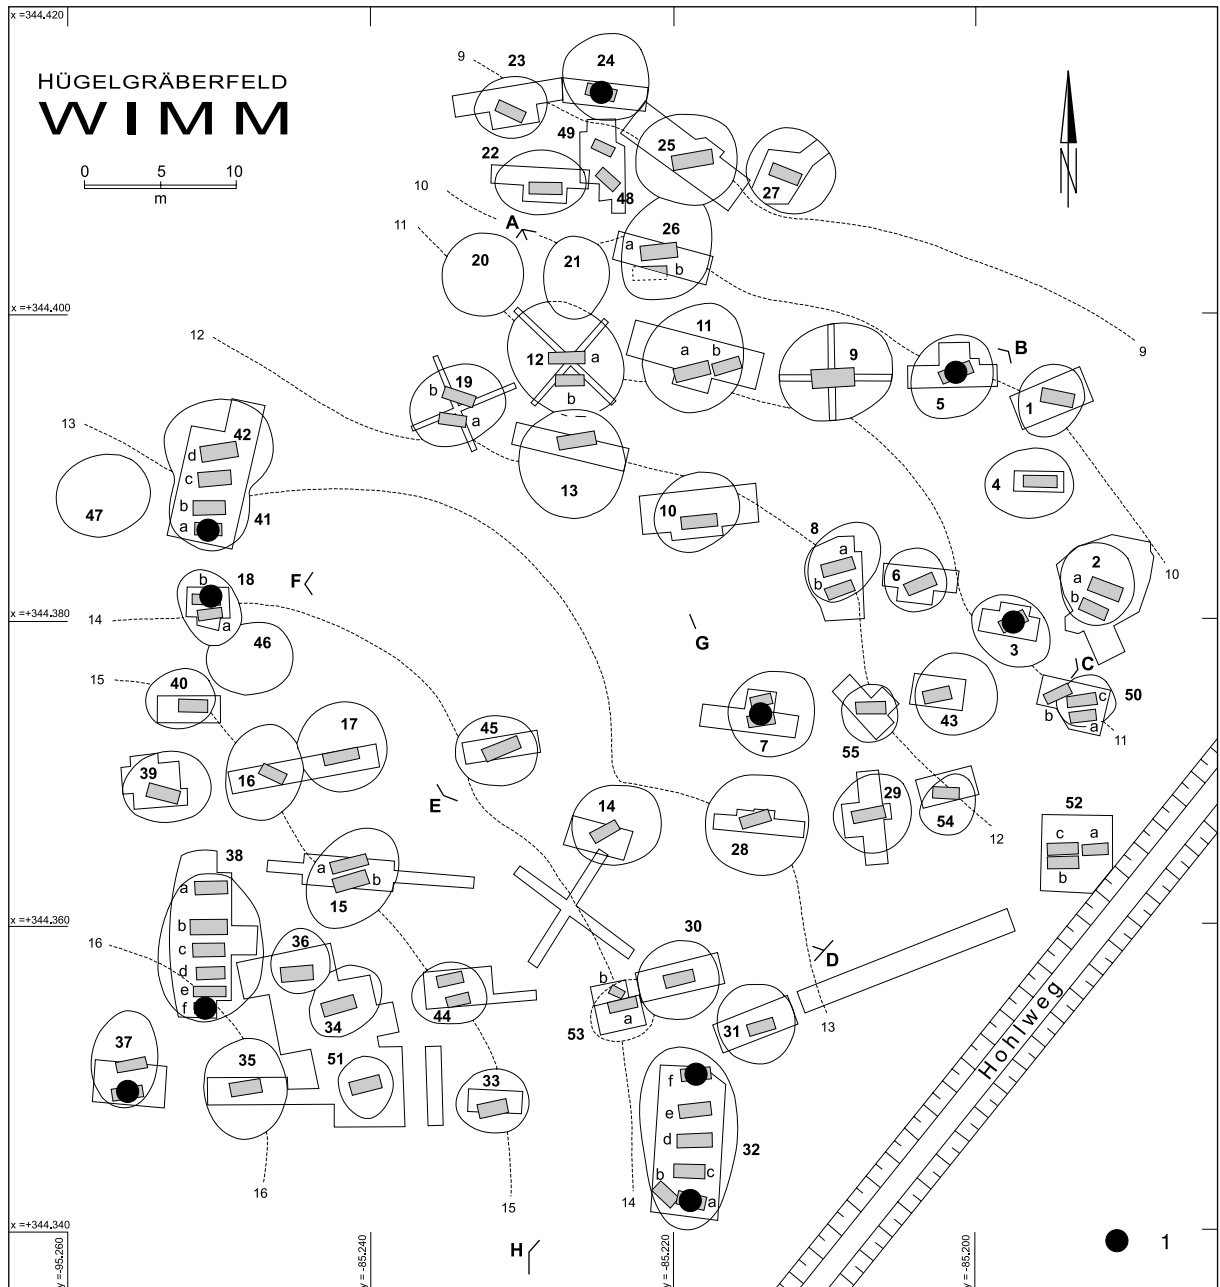 x =+344.420
HÜGELGRÄBERFELD
WIMM
0 5 10
m
9 23 24
49 25
22 27
10 48
11 A 26
20 21 a
b
x =+344.400
12 11
12 a a b 9 B
19 b 5 1
b a
13 42
d 13 4
c 10
47 b 8
a 41 a 2
b 6 a 10
b 18 F b
14 a 3
x =+344.380
46 G
15 40 C
17 c 50
43 b a
7 55 11
45
39 16
E 14 29 54
28 12 52
c a
b
38 a
a b
15
b
x =+344.360
36 30
16 c
d D
e b
f 34 44 a 31 13
53
37
35 51 33 f
e
d 32
b c
16 15 14 a
Hohlweg
x =+344.340
H
1
y =-95.260
y =-85.240
y =-85.220
y =-85.200